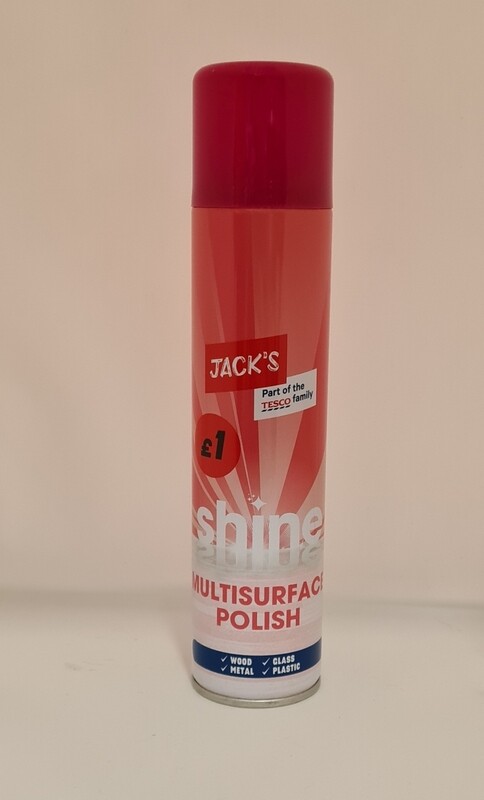 JACK'S
Part of the
TESCO family
£1
shine
MULTISURFACE
POLISH
✓ WOOD ✓ GLASS
✓ METAL ✓ PLASTIC